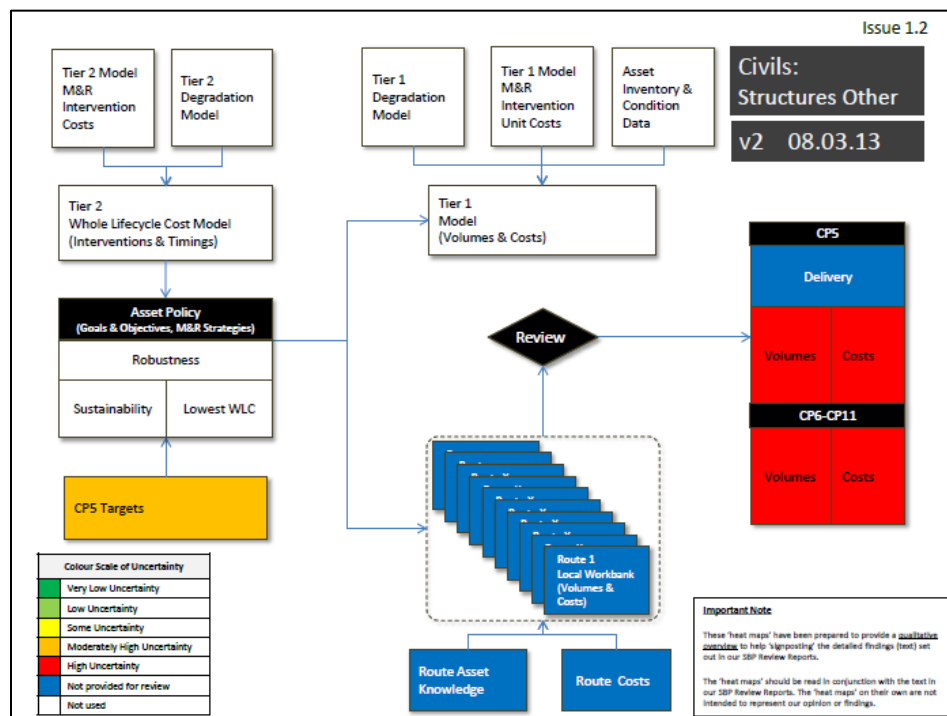 Issue 1.2
Tier 2 Model
M&R
Intervention
Costs
Tier 2
Degradation
Model
Tier 1
Degradation
Model
Tier 1 Model
M&R
Intervention
Unit Costs
Asset
Inventory &
Condition
Data
Civils:
Structures Other
v2 08.03.13
Tier 2
Whole Lifecycle Cost Model
(Interventions & Timings)
Tier 1
Model
(Volumes & Costs)
Asset Policy
(Goals & Objectives, M&R Strategies)
Robustness
Sustainability
Lowest WLC
CP5 Targets
Review
CP5
Delivery
Volumes
Costs
CP6-CP11
Volumes
Costs
Route 1
Local Workbank
(Volumes &
Costs)
Route Asset
Knowledge
Route Costs
Colour Scale of Uncertainty
Very Low Uncertainty
Low Uncertainty
Some Uncertainty
Moderately High Uncertainty
High Uncertainty
Not provided for review
Not used
Important Note
These 'heat maps' have been prepared to provide a qualitative
overview to help 'signposting' the detailed findings (text) set
out in our SBP Review Reports.
The 'heat maps' should be read in conjunction with the text in
our SBP Review Reports. The 'heat maps' on their own are not
intended to represent our opinion or findings.